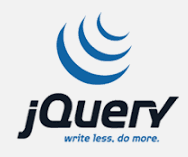 jQuery
write less, do more.